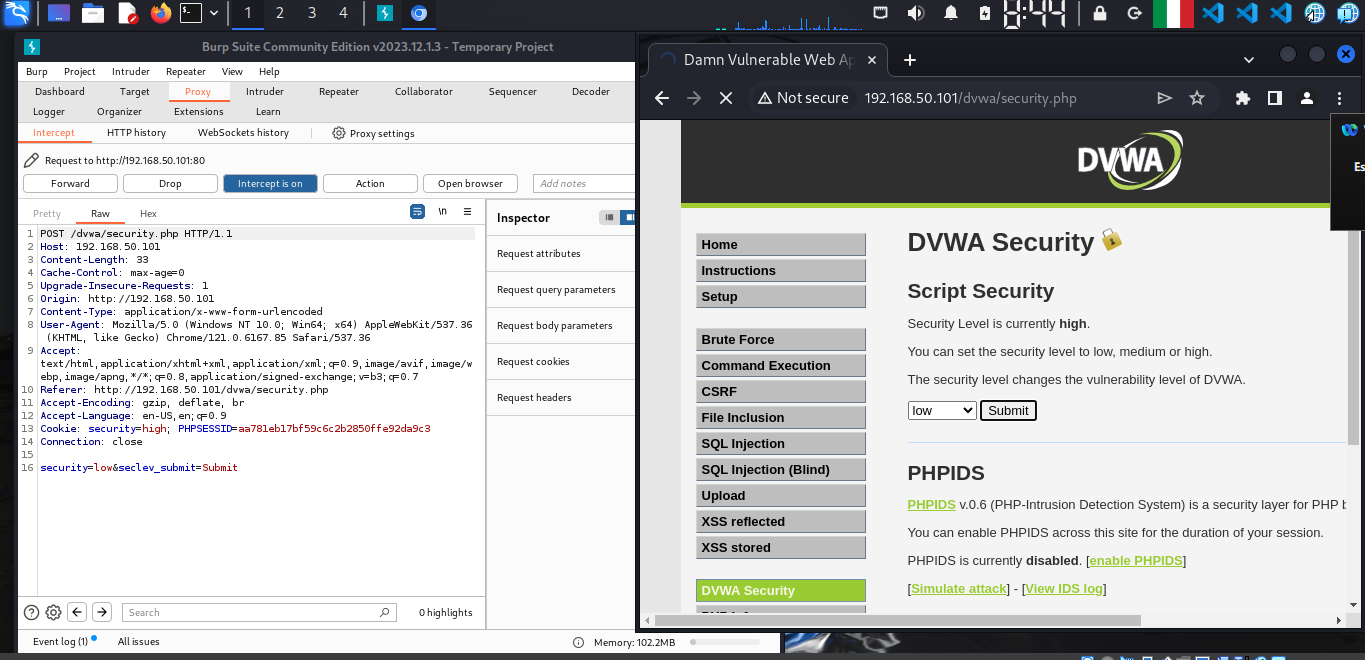 1 2 3 4
8:44
Burp Suite Community Edition v2023.12.1.3 - Temporary Project
Burp Project Intruder Repeater View Help
Dashboard Target Proxy Intruder Repeater Collaborator Sequencer Decoder
Logger Organizer Extensions Learn
Intercept HTTP history WebSockets history Proxy settings
Request to http://192.168.50.101:80
Forward Drop Intercept is on Action Open browser Add notes
Pretty Raw Hex \n
1 POST /dvwa/security.php HTTP/1.1
2 Host: 192.168.50.101
3 Content-Length: 33
4 Cache-Control: max-age=0
5 Upgrade-Insecure-Requests: 1
6 Origin: http://192.168.50.101
7 Content-Type: application/x-www-form-urlencoded
8 User-Agent: Mozilla/5.0 (Windows NT 10.0; Win64; x64) AppleWebKit/537.36
(KHTML, like Gecko) Chrome/121.0.6167.85 Safari/537.36
9 Accept:
text/html,application/xhtml+xml,application/xml;q=0.9,image/avif,image/w
ebp,image/apng,*/*;q=0.8,application/signed-exchange;v=b3;q=0.7
10 Referer: http://192.168.50.101/dvwa/security.php
11 Accept-Encoding: gzip, deflate, br
12 Accept-Language: en-US,en;q=0.9
13 Cookie: security=high; PHPSESSID=aa781eb17bf59c6c2b2850ffe92da9c3
14 Connection: close
15
16 security=low&seclev_submit=Submit
Inspector
Request attributes
Request query parameters
Request body parameters
Request cookies
Request headers
Search 0 highlights
Event log (1) All issues Memory: 102.2MB
Damn Vulnerable Web Ap
Not secure 192.168.50.101/dvwa/security.php
Es
DVWA
Home
Instructions
Setup
Brute Force
Command Execution
CSRF
File Inclusion
SQL Injection
SQL Injection (Blind)
Upload
XSS reflected
XSS stored
DVWA Security
DVWA Security
Script Security
Security Level is currently high.
You can set the security level to low, medium or high.
The security level changes the vulnerability level of DVWA.
low Submit
PHPIDS
PHPIDS v.0.6 (PHP-Intrusion Detection System) is a security layer for PHP b
You can enable PHPIDS across this site for the duration of your session.
PHPIDS is currently disabled. [enable PHPIDS]
[Simulate attack] - [View IDS log]